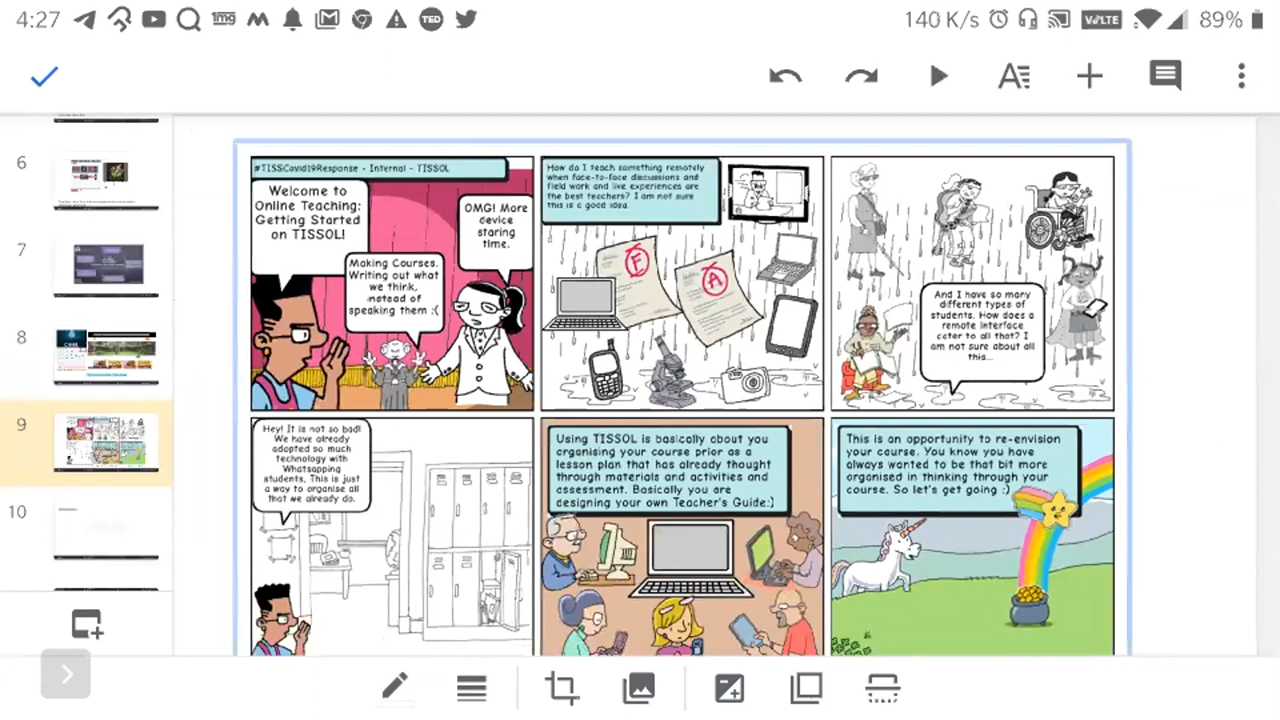 4:27
1mg
TED
140 K/s
VoLTE
89%
6
7
8
9
10
#TISSCovid19Response - Internal - TISSOL
Welcome to
Online Teaching:
Getting Started
on TISSOL!
OMG! More
device
staring
time.
Making Courses.
Writing out what
we think,
instead of
speaking them :(
How do I teach something remotely
when face-to-face discussions and
field work and live experiences are
the best teachers? I am not sure
this is a good idea.
F
A
And I have so many
different types of
students. How does a
remote interface
cater to all that? I
am not sure about all
this...
Hey! It is not so bad!
We have already
adopted so much
technology with
Whatsapping
students. This is just
a way to organise all
that we already do.
Using TISSOL is basically about you
organising your course prior as a
lesson plan that has already thought
through materials and activities and
assessment. Basically you are
designing your own Teacher's Guide:)
This is an opportunity to re-envision
your course. You know you have
always wanted to be that bit more
organised in thinking through your
course. So let's get going :)